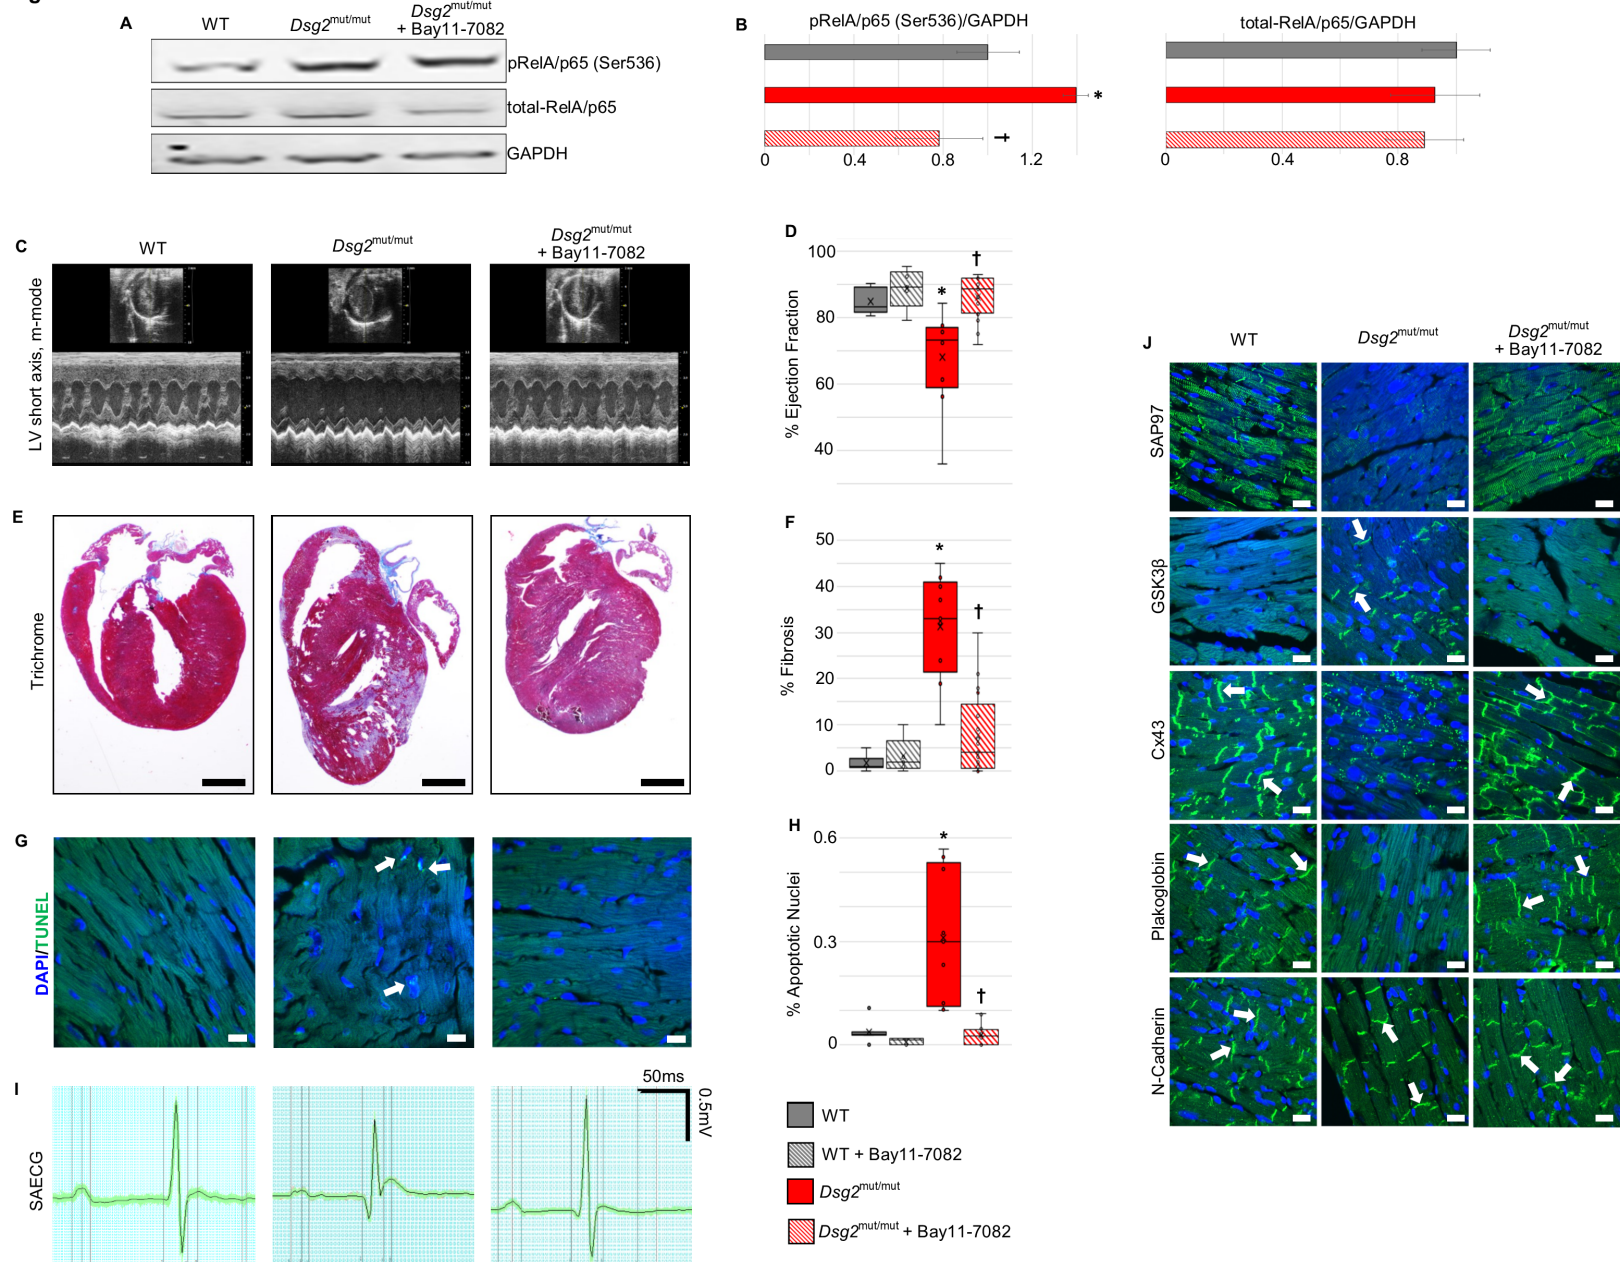 A
WT
Dsg2mut/mut
Dsg2mut/mut
+ Bay11-7082
pRelA/p65 (Ser536)
total-RelA/p65
GAPDH
B
pRelA/p65 (Ser536)/GAPDH
*
†
0 0.4 0.8 1.2
total-RelA/p65/GAPDH
0 0.4 0.8
C
WT
Dsg2mut/mut
Dsg2mut/mut
+ Bay11-7082
LV short axis, m-mode
D
% Ejection Fraction
100
80
60
40
*
†
E
Trichrome
F
% Fibrosis
50
40
30
20
10
0
*
†
G
DAPI/TUNEL
H
% Apoptotic Nuclei
0.6
0.3
0
*
†
I
SAECG
50ms
0.5mV
WT
WT + Bay11-7082
Dsg2mut/mut
Dsg2mut/mut + Bay11-7082
J
WT
Dsg2mut/mut
Dsg2mut/mut
+ Bay11-7082
SAP97
GSK3β
Cx43
Plakoglobin
N-Cadherin